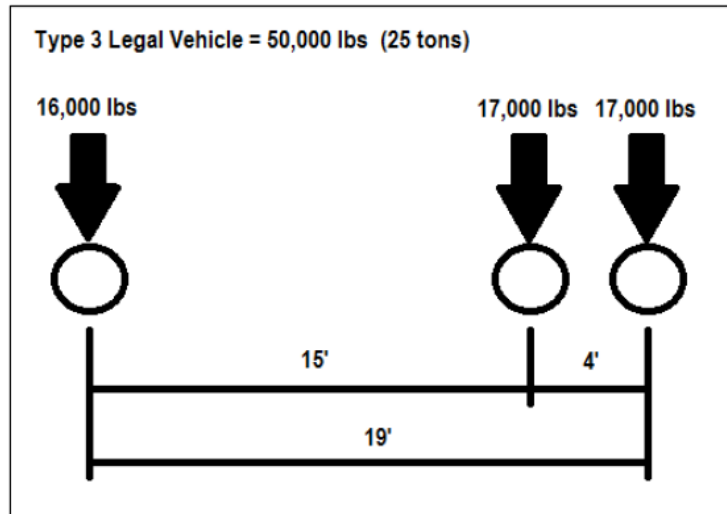 Type 3 Legal Vehicle = 50,000 lbs (25 tons)
16,000 lbs
17,000 lbs 17,000 lbs
15'
4'
19'